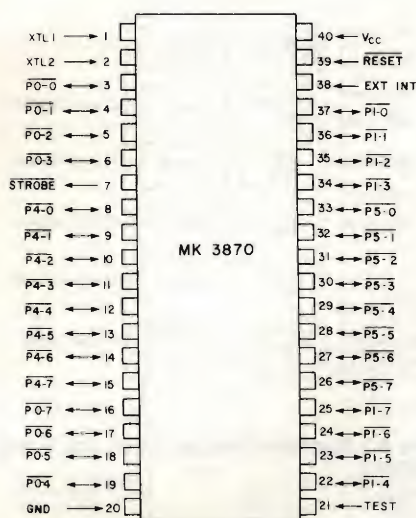 XTL 1 1
XTL 2 2
P0-0 3
P0-1 4
P0-2 5
P0-3 6
STROBE 7
P4-0 8
P4-1 9
P4-2 10
P4-3 11
P4-4 12
P4-5 13
P4-6 14
P4-7 15
P0-7 16
P0-6 17
P0-5 18
P0-4 19
GND 20
MK 3870
40 VCC
39 RESET
38 EXT INT
37 P1-0
36 P1-1
35 P1-2
34 P1-3
33 P5-0
32 P5-1
31 P5-2
30 P5-3
29 P5-4
28 P5-5
27 P5-6
26 P5-7
25 P1-7
24 P1-6
23 P1-5
22 P1-4
21 TEST